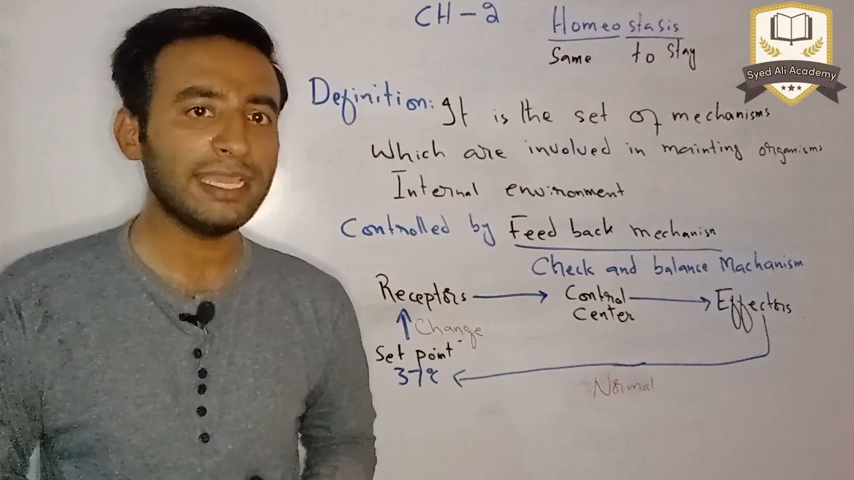 CH-2
Homeostasis
Same to stay
Syed Ali Academy
Definition: It is the set of mechanisms
Which are involved in mainting organisms
Internal environment
Controlled by Feed back mechanism
Check and balance Machanism
Receptors Control Center Effectors
Change
Set point
37°C
Normal